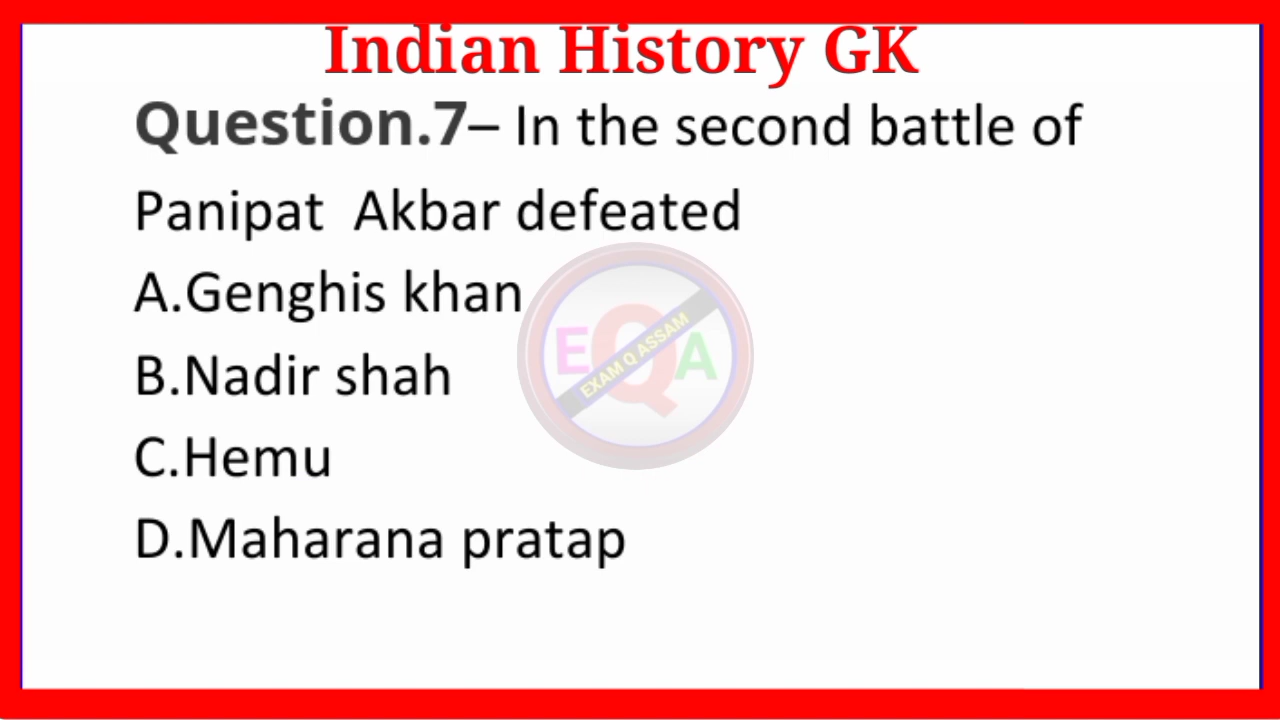 Indian History GK
Question.7– In the second battle of
Panipat Akbar defeated
A.Genghis khan
B.Nadir shah
C.Hemu
D.Maharana pratap
EQA
EXAM Q ASSAM